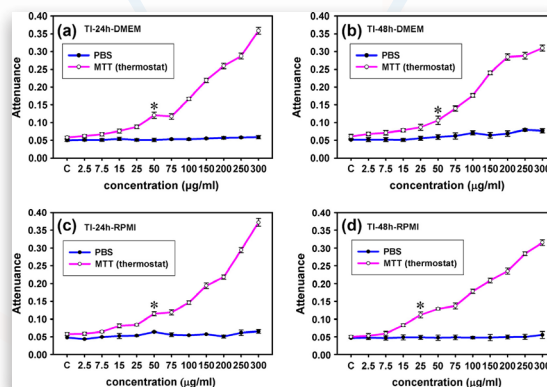 (a) TI-24h-DMEM
PBS
MTT (thermostat)
*
Attenuance
0.40
0.35
0.30
0.25
0.20
0.15
0.10
0.05
0.00
C 2.5 7.5 15 25 50 75 100 150 200 250 300
concentration (µg/ml)
(b) TI-48h-DMEM
PBS
MTT (thermostat)
*
Attenuance
0.40
0.35
0.30
0.25
0.20
0.15
0.10
0.05
0.00
C 2.5 7.5 15 25 50 75 100 150 200 250 300
concentration (µg/ml)
(c) TI-24h-RPMI
PBS
MTT (thermostat)
*
Attenuance
0.40
0.35
0.30
0.25
0.20
0.15
0.10
0.05
0.00
C 2.5 7.5 15 25 50 75 100 150 200 250 300
concentration (µg/ml)
(d) TI-48h-RPMI
PBS
MTT (thermostat)
*
Attenuance
0.40
0.35
0.30
0.25
0.20
0.15
0.10
0.05
0.00
C 2.5 7.5 15 25 50 75 100 150 200 250 300
concentration (µg/ml)